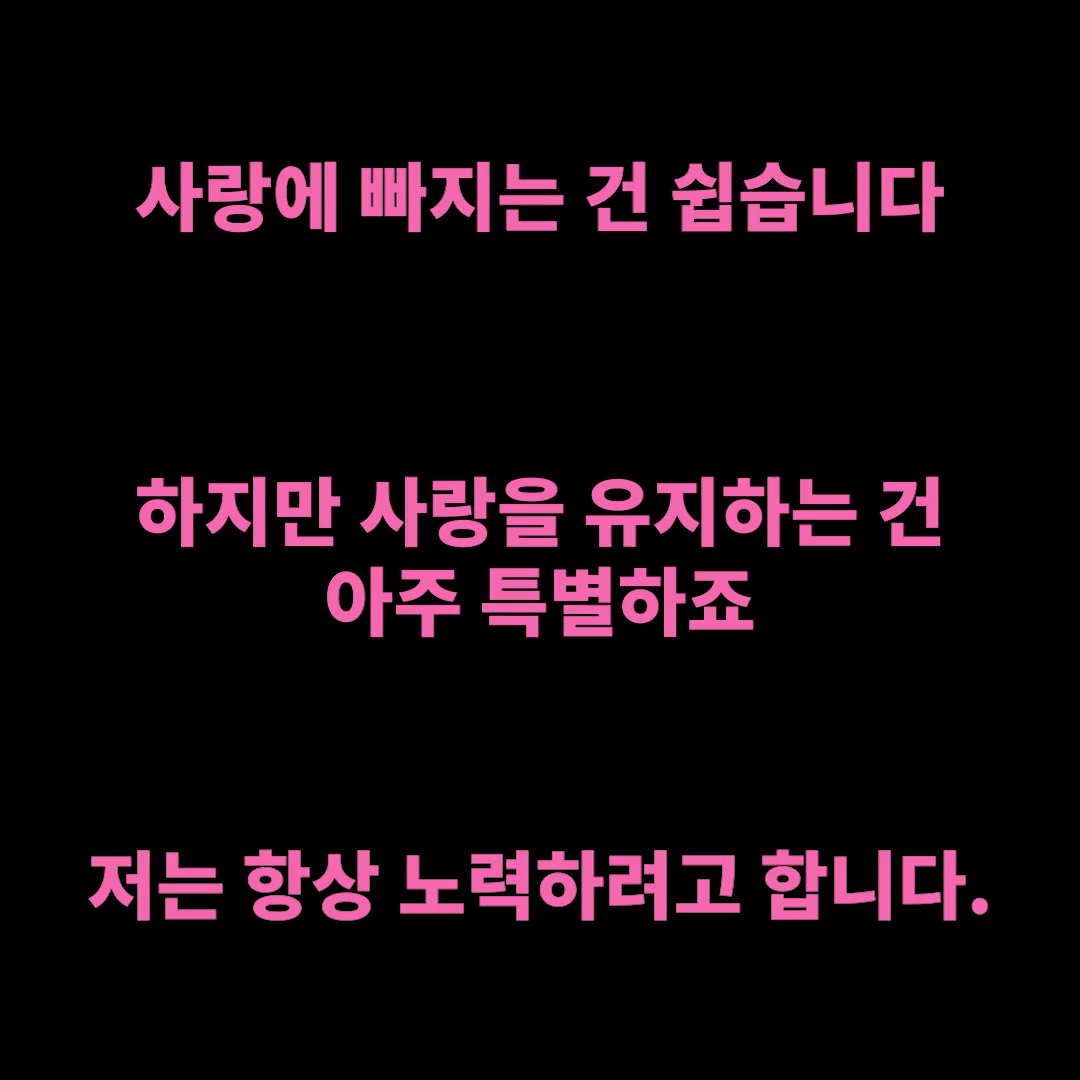 사랑에 빠지는 건 쉽습니다
하지만 사랑을 유지하는 건
아주 특별하죠
저는 항상 노력하려고 합니다.